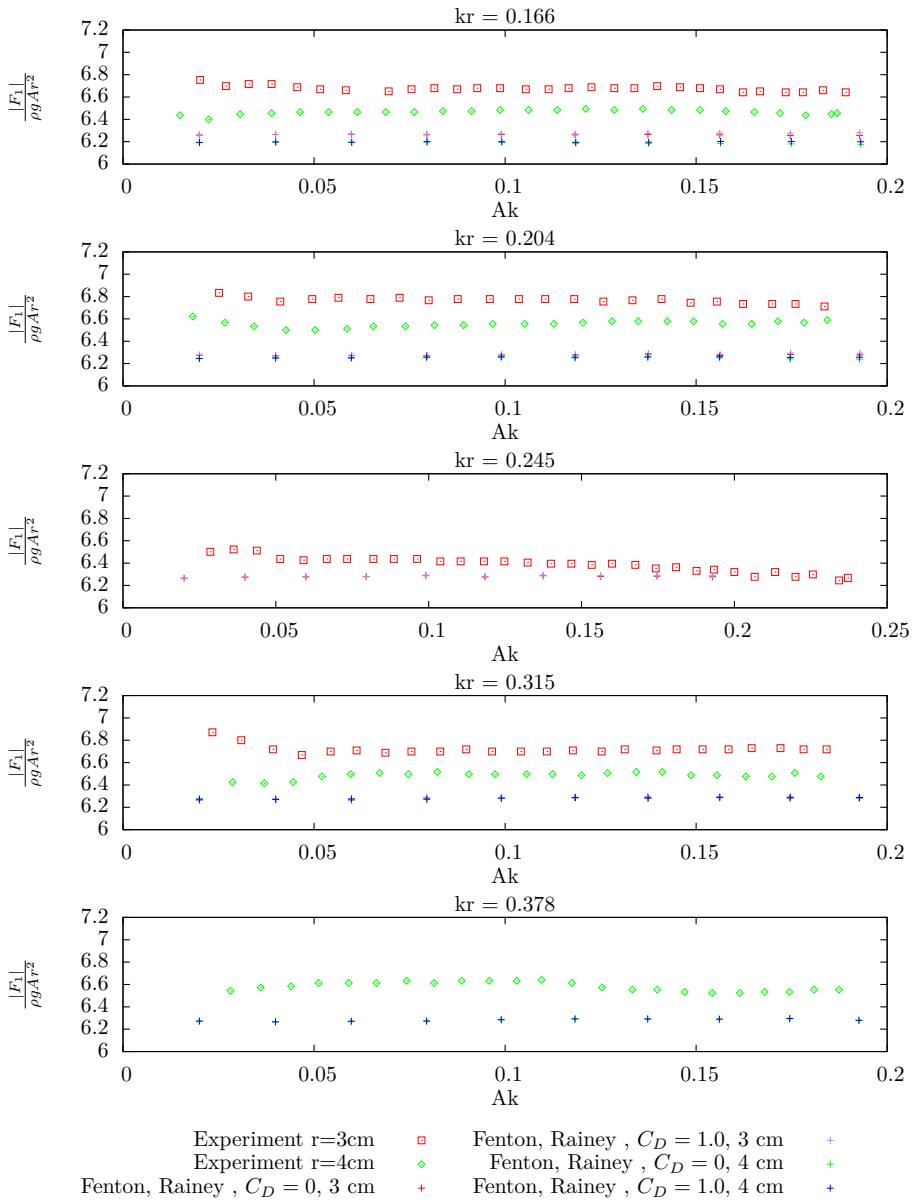 kr = 0.166
7.2
7
6.8
6.6
6.4
6.2
6
|F₁|
ρgAr²
0
0.05
0.1
0.15
0.2
Ak
kr = 0.204
7.2
7
6.8
6.6
6.4
6.2
6
|F₁|
ρgAr²
0
0.05
0.1
0.15
0.2
Ak
kr = 0.245
7.2
7
6.8
6.6
6.4
6.2
6
|F₁|
ρgAr²
0
0.05
0.1
0.15
0.2
0.25
Ak
kr = 0.315
7.2
7
6.8
6.6
6.4
6.2
6
|F₁|
ρgAr²
0
0.05
0.1
0.15
0.2
Ak
kr = 0.378
7.2
7
6.8
6.6
6.4
6.2
6
|F₁|
ρgAr²
0
0.05
0.1
0.15
0.2
Ak
Experiment r=3cm
Experiment r=4cm
Fenton, Rainey , C_D = 0, 3 cm
Fenton, Rainey , C_D = 1.0, 3 cm
Fenton, Rainey , C_D = 0, 4 cm
Fenton, Rainey , C_D = 1.0, 4 cm